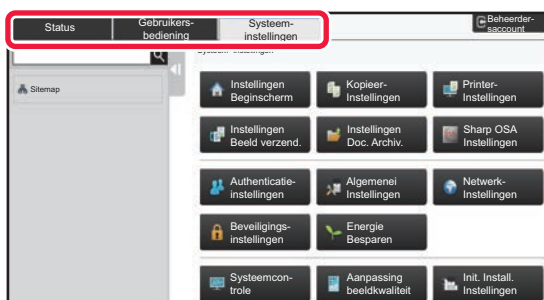 Status
Gebruikers-
bediening
Systeem-
instellingen
Beheerder-
saccount
Sitemap
Instellingen
Beginscherm
Kopieer-
Instellingen
Printer-
Instellingen
Instellingen
Beeld verzend.
Instellingen
Doc. Archiv.
Sharp OSA
Instellingen
Authenticatie-
instellingen
Algemenei
Instellingen
Netwerk-
Instellingen
Beveiligings-
instellingen
Energie
Besparen
Systeemcon-
trole
Aanpassing
beeldkwaliteit
Init. Install.
Instellingen